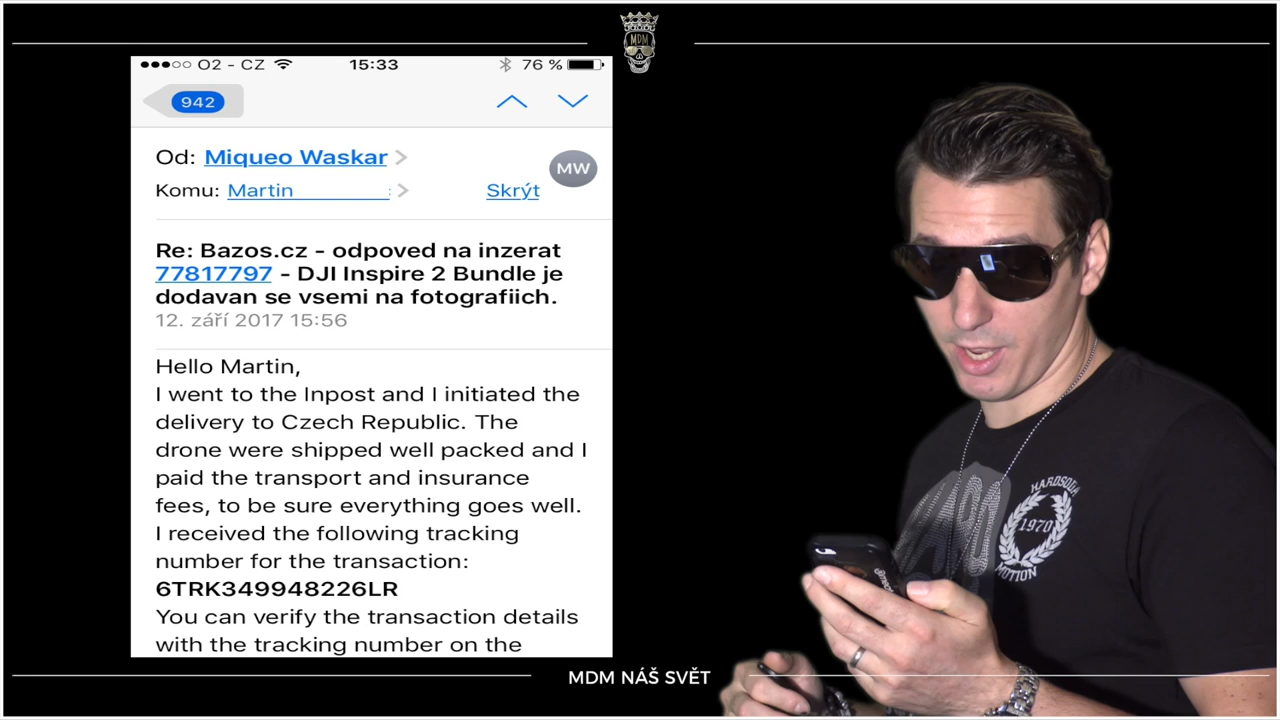 MDM
O2 - CZ 15:33 76 %
942
Od: Miqueo Waskar
MW
Komu: Martin Skrýt
Re: Bazos.cz - odpoved na inzerat
77817797 - DJI Inspire 2 Bundle je
dodavan se vsemi na fotografiich.
12. září 2017 15:56
Hello Martin,
I went to the Inpost and I initiated the
delivery to Czech Republic. The
drone were shipped well packed and I
paid the transport and insurance
fees, to be sure everything goes well.
I received the following tracking
number for the transaction:
6TRK349948226LR
You can verify the transaction details
with the tracking number on the
HARDSODA
1970
MOTION
MDM NÁŠ SVĚT